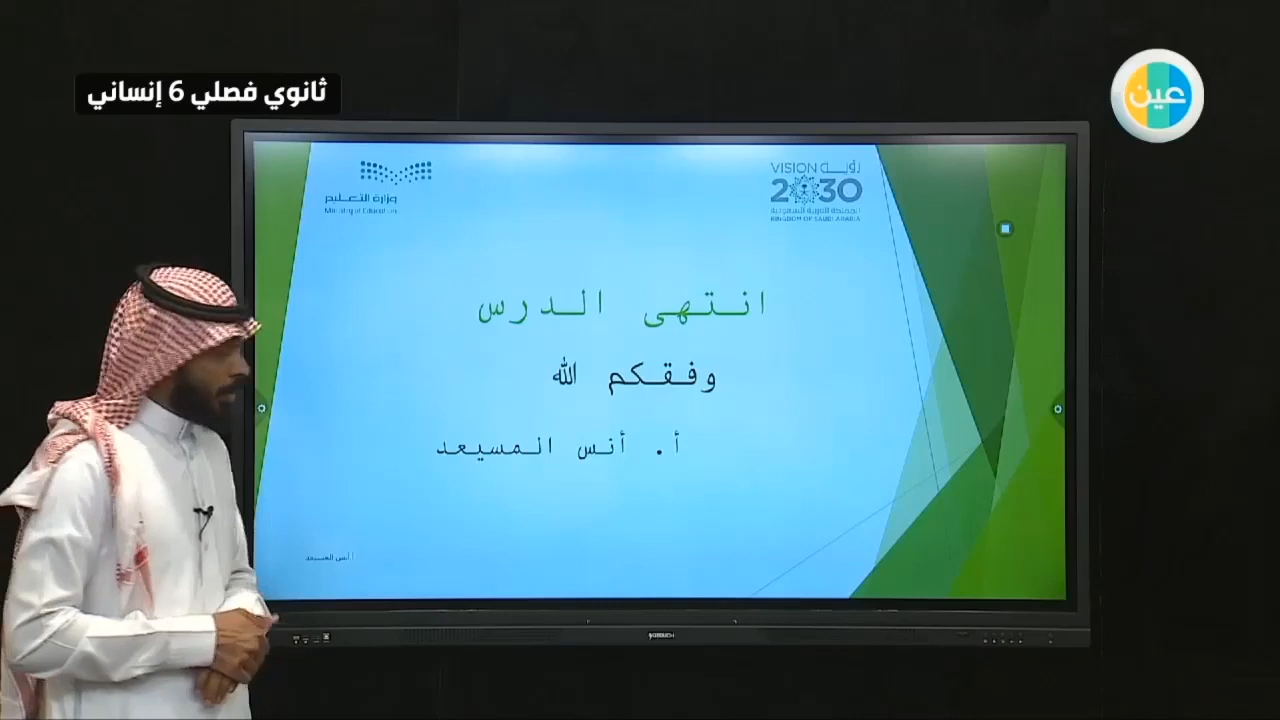 ثانوي فصلي 6 إنساني
عين
وزارة التعليم
Ministry of Education
VISION رؤيـــة
2030
المملكة العربية السعودية
KINGDOM OF SAUDI ARABIA
انتهى الدرس
وفقكم الله
أ. أنس المسيعد
أ.أنس المسيعد